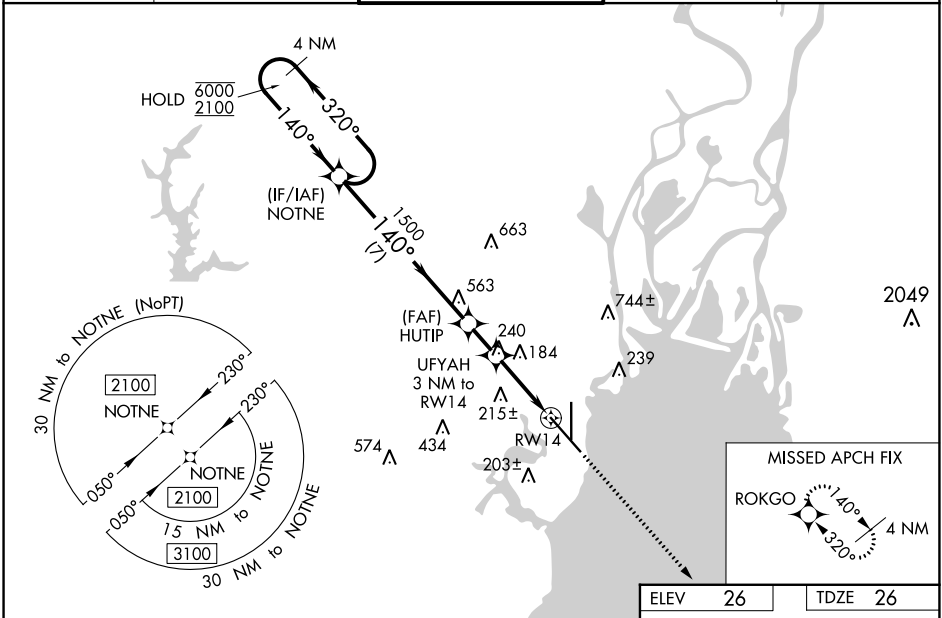 4 NM
HOLD 6000
2100
140°
320°
(IF/IAF)
NOTNE
1500
140°
(7)
663
563
(FAF)
HUTIP
240
184
UFYAH
3 NM to
RW14
215±
RW14
744±
239
2049
574
434
203±
30 NM to NOTNE (NoPT)
230°
2100
NOTNE
050°
230°
NOTNE
050°
2100
15 NM to NOTNE
3100
30 NM to NOTNE
MISSED APCH FIX
ROKGO
140°
4 NM
320°
ELEV 26
TDZE 26